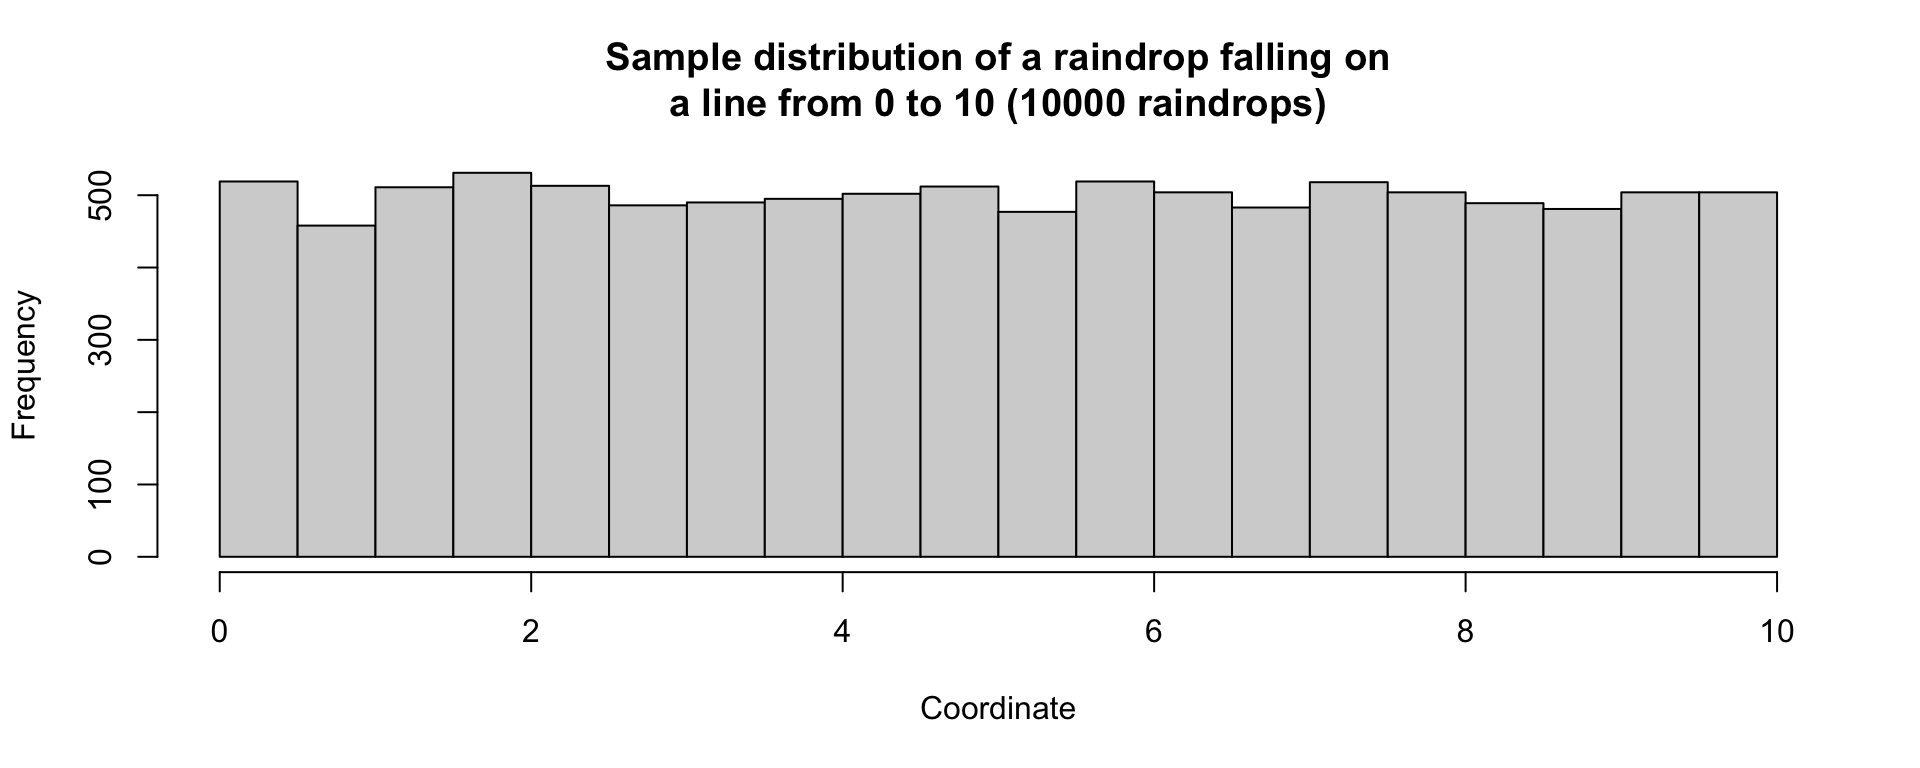 Sample distribution of a raindrop falling on
a line from 0 to 10 (10000 raindrops)
Frequency
500
300
100
0
0 2 4 6 8 10
Coordinate